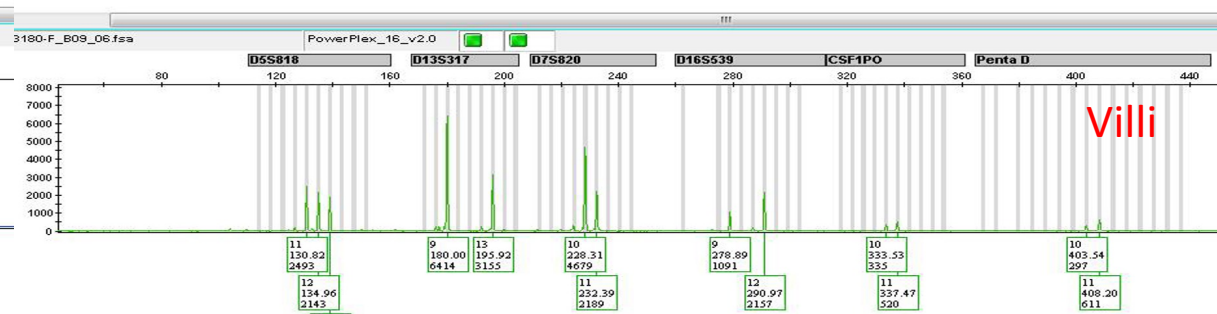 3180-F_B09_06.fsa PowerPlex_16_v2.0
D5S818 D13S317 D7S820 D16S539 CSF1PO Penta D
80 120 160 200 240 280 320 360 400 440
8000
7000
6000
5000
4000
3000
2000
1000
0
Villi
11 9 13 10 9 10 10
130.82 180.00 195.92 228.31 278.89 333.53 403.54
2493 6414 3155 4679 1091 335 297
12 11 12 11 11
134.96 232.39 290.97 337.47 408.20
2143 2189 2157 520 611